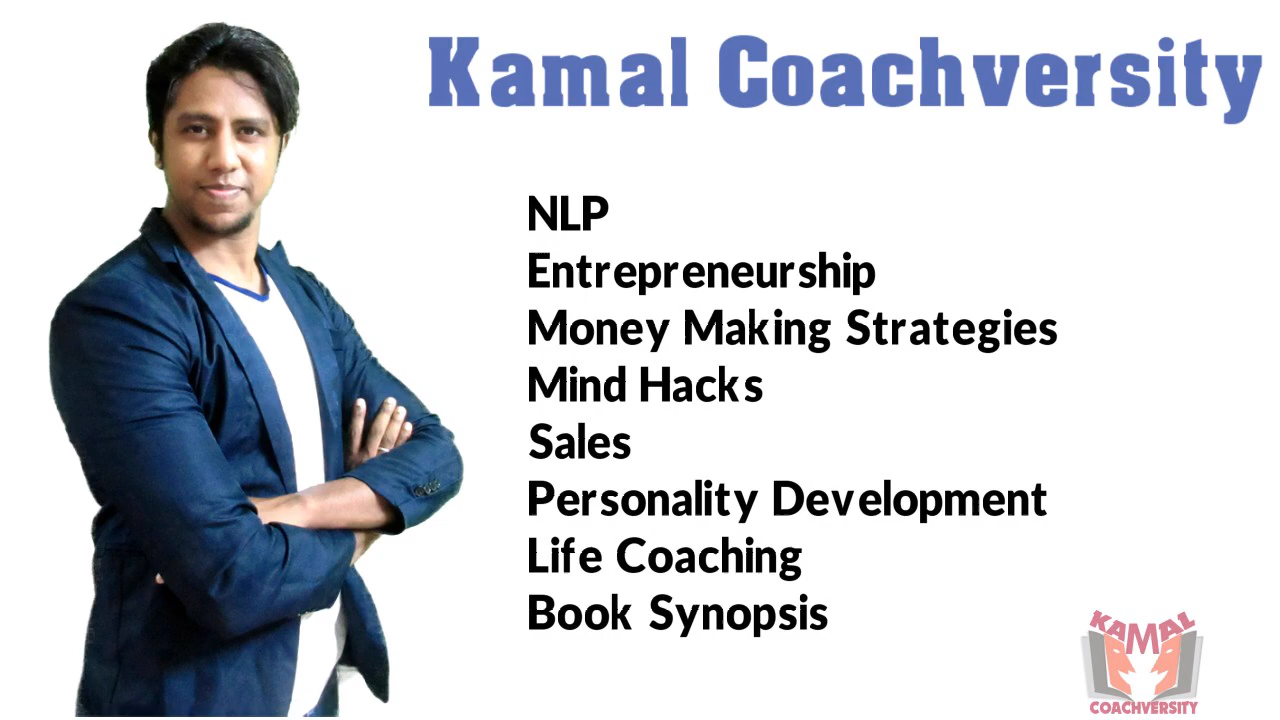 Kamal Coachversity
NLP
Entrepreneurship
Money Making Strategies
Mind Hacks
Sales
Personality Development
Life Coaching
Book Synopsis
KAMAL
COACHVERSITY